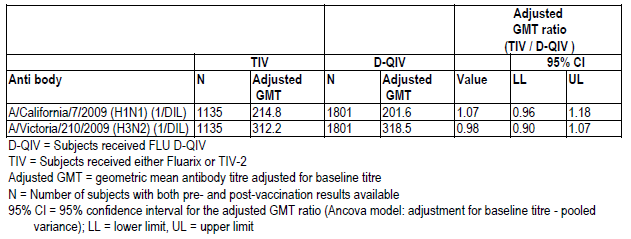 Adjusted
GMT ratio
(TIV / D-QIV )
TIV D-QIV 95% CI
Anti body N Adjusted GMT N Adjusted GMT Value LL UL
A/California/7/2009 (H1N1) (1/DIL) 1135 214.8 1801 201.6 1.07 0.96 1.18
A/Victoria/210/2009 (H3N2) (1/DIL) 1135 312.2 1801 318.5 0.98 0.90 1.07
D-QIV = Subjects received FLU D-QIV
TIV = Subjects received either Fluarix or TIV-2
Adjusted GMT = geometric mean antibody titre adjusted for baseline titre
N = Number of subjects with both pre- and post-vaccination results available
95% CI = 95% confidence interval for the adjusted GMT ratio (Ancova model: adjustment for baseline titre - pooled
variance); LL = lower limit, UL = upper limit